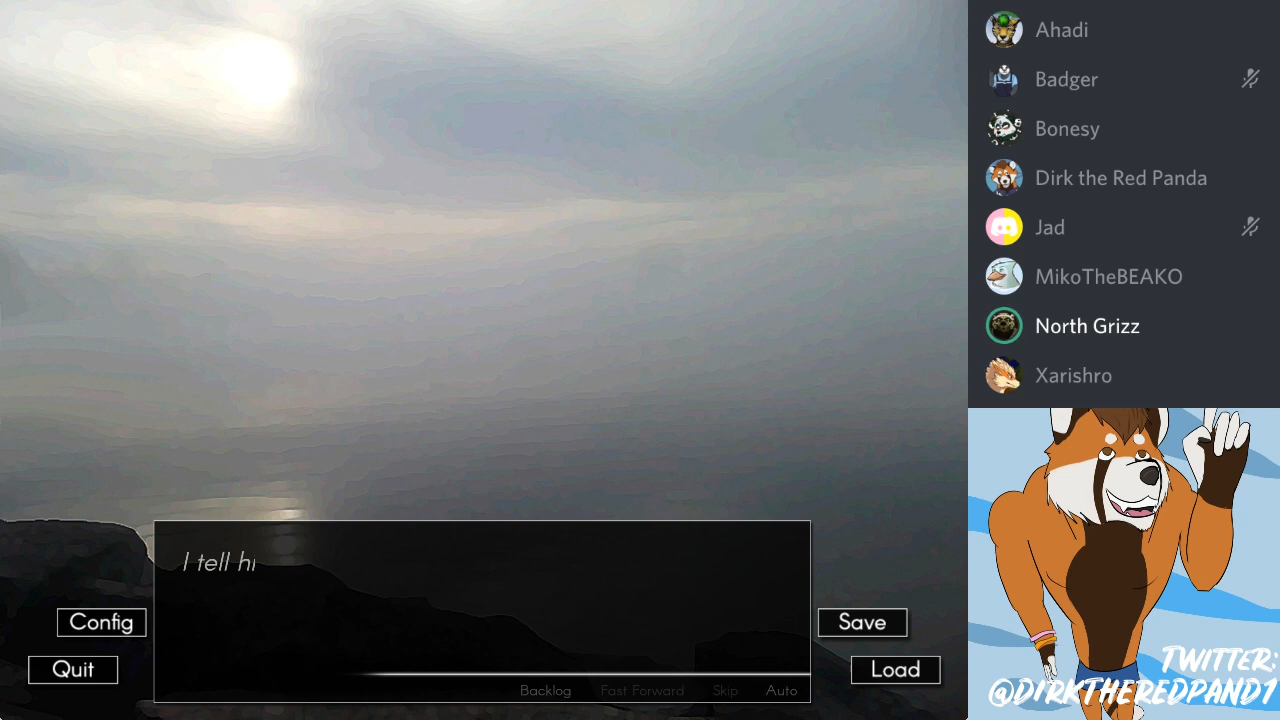 Ahadi
Badger
Bonesy
Dirk the Red Panda
Jad
MikoTheBEAKO
North Grizz
Xarishro
I tell hi
Config
Quit
Save
Load
Backlog
Fast Forward
Skip
Auto
TWITTER:
@DIRKTHEREDPAND1